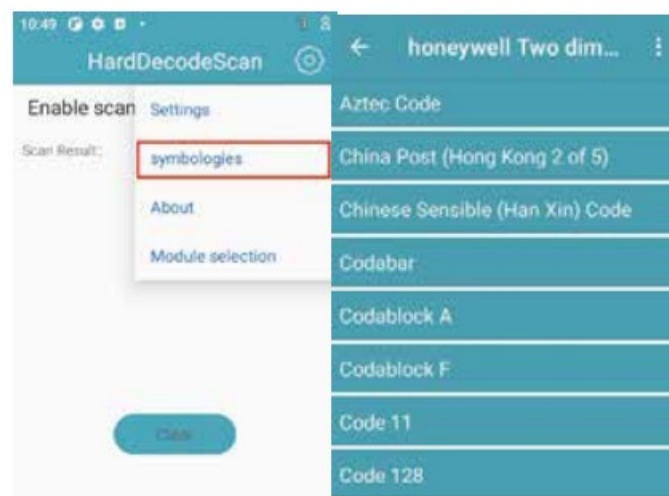 10:49
HardDecodeScan
Enable scan
Settings
Scan Result:
symbologies
About
Module selection
Clear
honeywell Two dim...
Aztec Code
China Post (Hong Kong 2 of 5)
Chinese Sensible (Han Xin) Code
Codabar
Codablock A
Codablock F
Code 11
Code 128